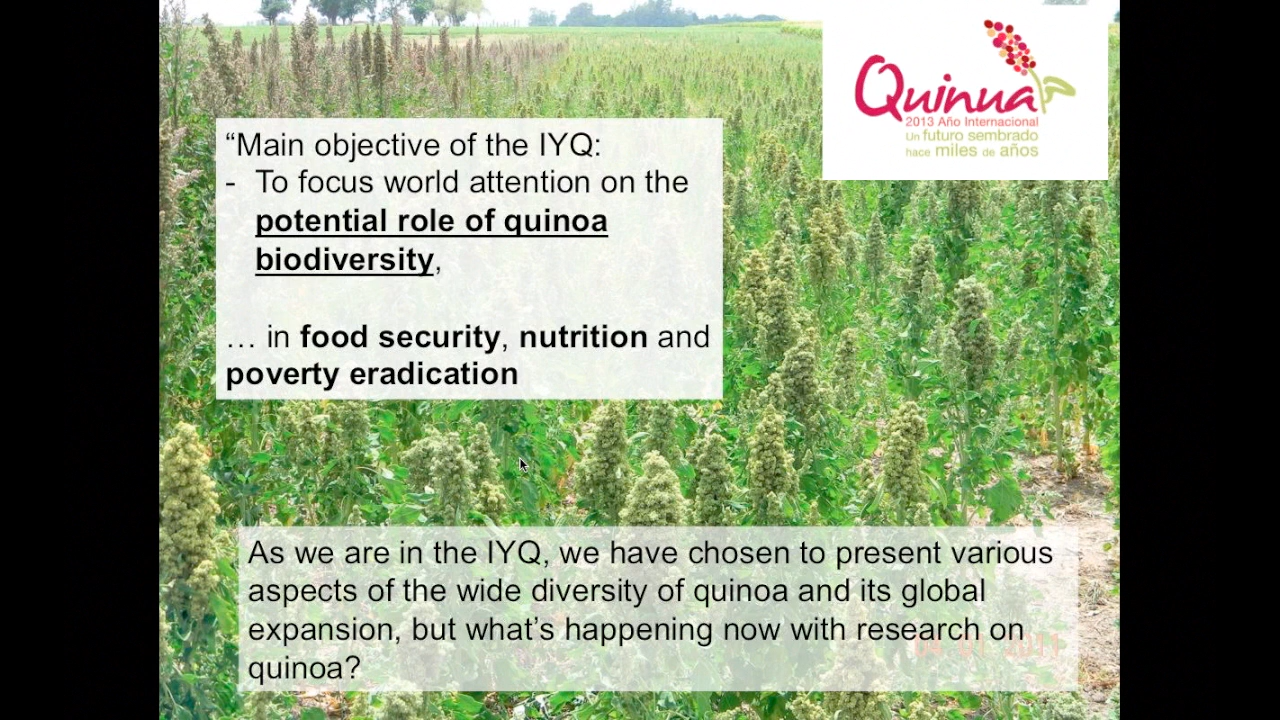 Quinua
2013 Año Internacional
un futuro sembrado
hace miles de años
“Main objective of the IYQ:
- To focus world attention on the
potential role of quinoa
biodiversity,
… in food security, nutrition and
poverty eradication
As we are in the IYQ, we have chosen to present various
aspects of the wide diversity of quinoa and its global
expansion, but what’s happening now with research on
quinoa?
04 01 2011